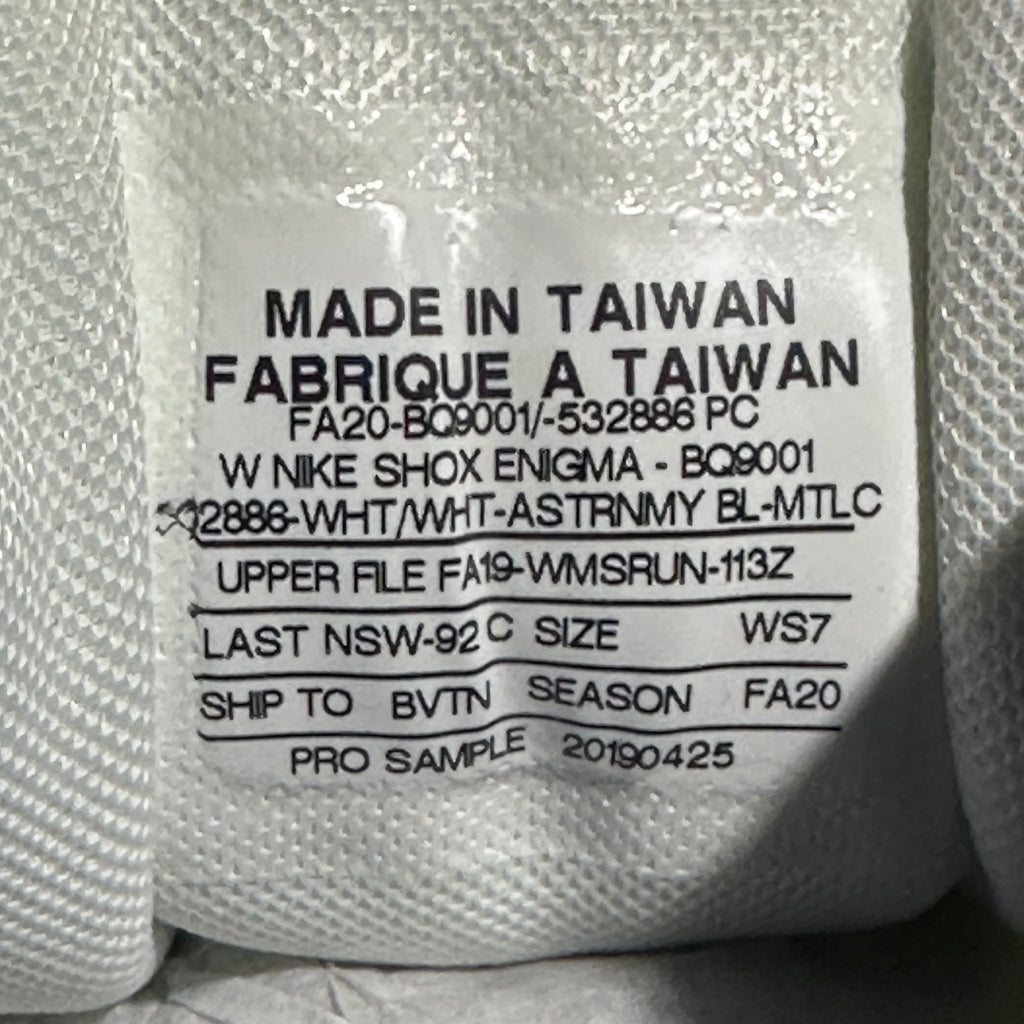 MADE IN TAIWAN
FABRIQUE A TAIWAN
FA20-BQ9001/-532886 PC
W NIKE SHOX ENIGMA - BQ9001
532886-WHT/WHT-ASTRNMY BL-MTLC
UPPER FILE FA19-WMSRUN-113Z
LAST NSW-92 C SIZE WS7
SHIP TO BVTN SEASON FA20
PRO SAMPLE 20190425